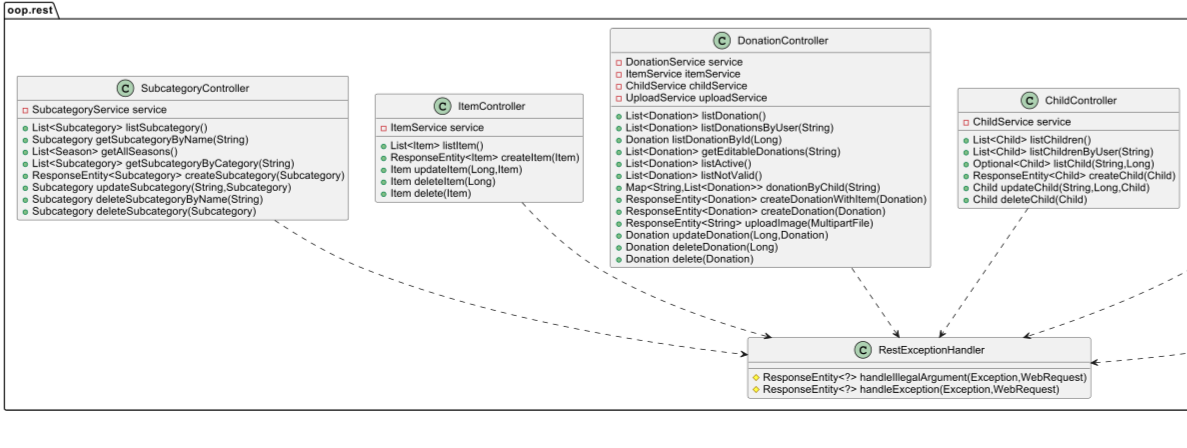 oop.rest
C SubcategoryController
SubcategoryService service
List<Subcategory> listSubcategory()
Subcategory getSubcategoryByName(String)
List<Season> getAllSeasons()
List<Subcategory> getSubcategoryByCategory(String)
ResponseEntity<Subcategory> createSubcategory(Subcategory)
Subcategory updateSubcategory(String,Subcategory)
Subcategory deleteSubcategoryByName(String)
Subcategory deleteSubcategory(Subcategory)
C ItemController
ItemService service
List<Item> listItem()
ResponseEntity<Item> createItem(Item)
Item updateItem(Long,Item)
Item deleteItem(Long)
Item delete(Item)
C DonationController
DonationService service
ItemService itemService
ChildService childService
UploadService uploadService
List<Donation> listDonation()
List<Donation> listDonationsByUser(String)
Donation listDonationById(Long)
List<Donation> getEditableDonations(String)
List<Donation> listActive()
List<Donation> listNotValid()
Map<String,List<Donation>> donationByChild(String)
ResponseEntity<Donation> createDonationWithItem(Donation)
ResponseEntity<Donation> createDonation(Donation)
ResponseEntity<String> uploadImage(MultipartFile)
Donation updateDonation(Long,Donation)
Donation deleteDonation(Long)
Donation delete(Donation)
C ChildController
ChildService service
List<Child> listChildren()
List<Child> listChildrenByUser(String)
Optional<Child> listChild(String,Long)
ResponseEntity<Child> createChild(Child)
Child updateChild(String,Long,Child)
Child deleteChild(Child)
C RestExceptionHandler
ResponseEntity<?> handleIllegalArgument(Exception,WebRequest)
ResponseEntity<?> handleException(Exception,WebRequest)